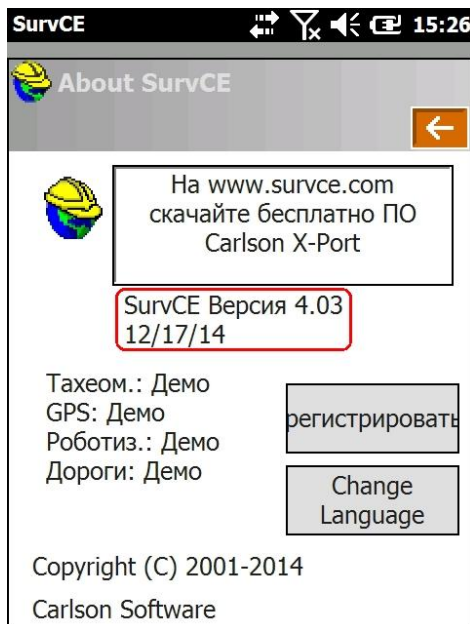 SurvCE 15:26
About SurvCE
На www.survce.com
скачайте бесплатно ПО
Carlson X-Port
SurvCE Версия 4.03
12/17/14
Тахеом.: Демо
GPS: Демо
Роботиз.: Демо
Дороги: Демо
регистрировать
Change
Language
Copyright (C) 2001-2014
Carlson Software